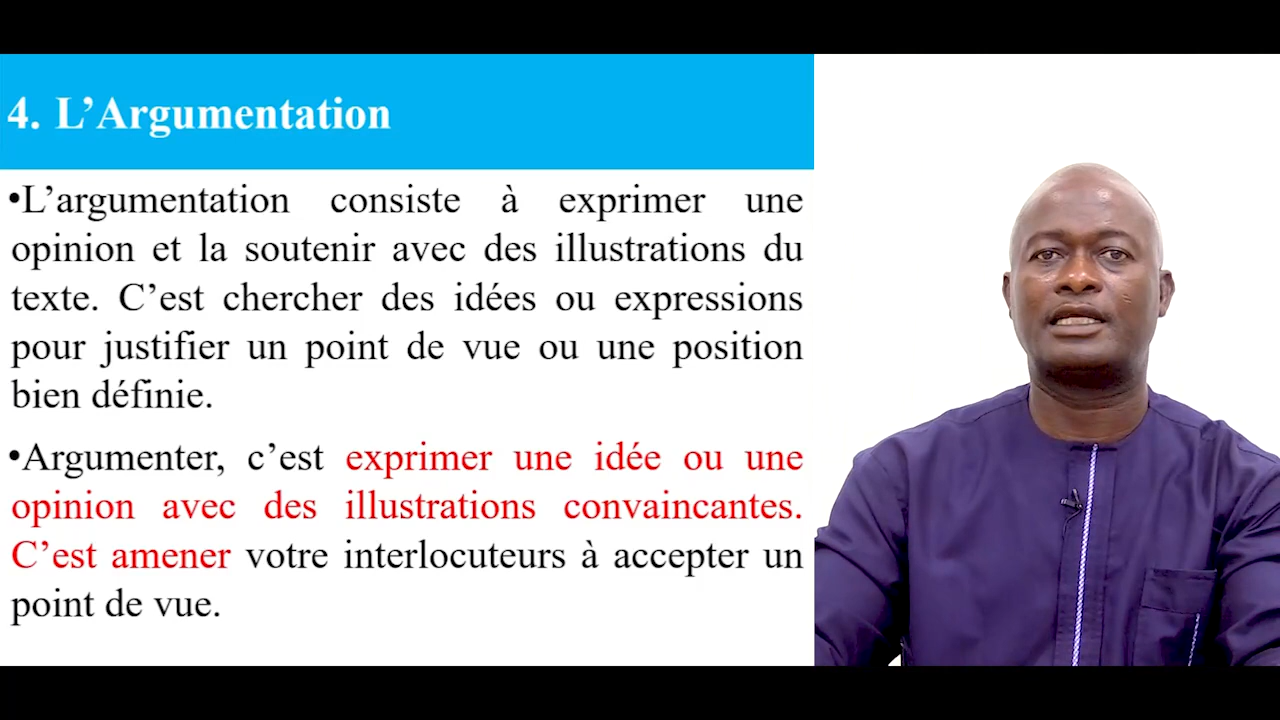 4. L’Argumentation
•L’argumentation consiste à exprimer une
opinion et la soutenir avec des illustrations du
texte. C’est chercher des idées ou expressions
pour justifier un point de vue ou une position
bien définie.
•Argumenter, c’est exprimer une idée ou une
opinion avec des illustrations convaincantes.
C’est amener votre interlocuteurs à accepter un
point de vue.